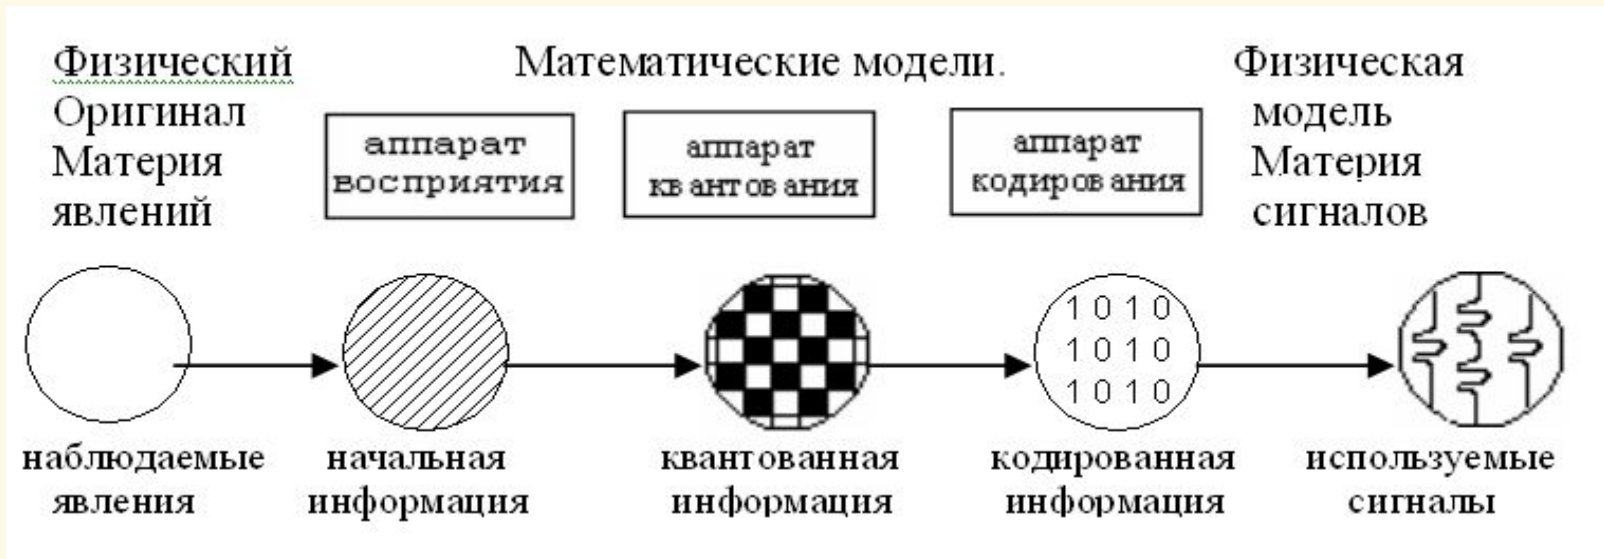 Физический
Оригинал
Материя
явлений
Математические модели.
аппарат
восприятия
аппарат
квантования
аппарат
кодирования
Физическая
модель
Материя
сигналов
1 0 1 0
1 0 1 0
1 0 1 0
наблюдаемые
явления
начальная
информация
квантованная
информация
кодированная
информация
используемые
сигналы